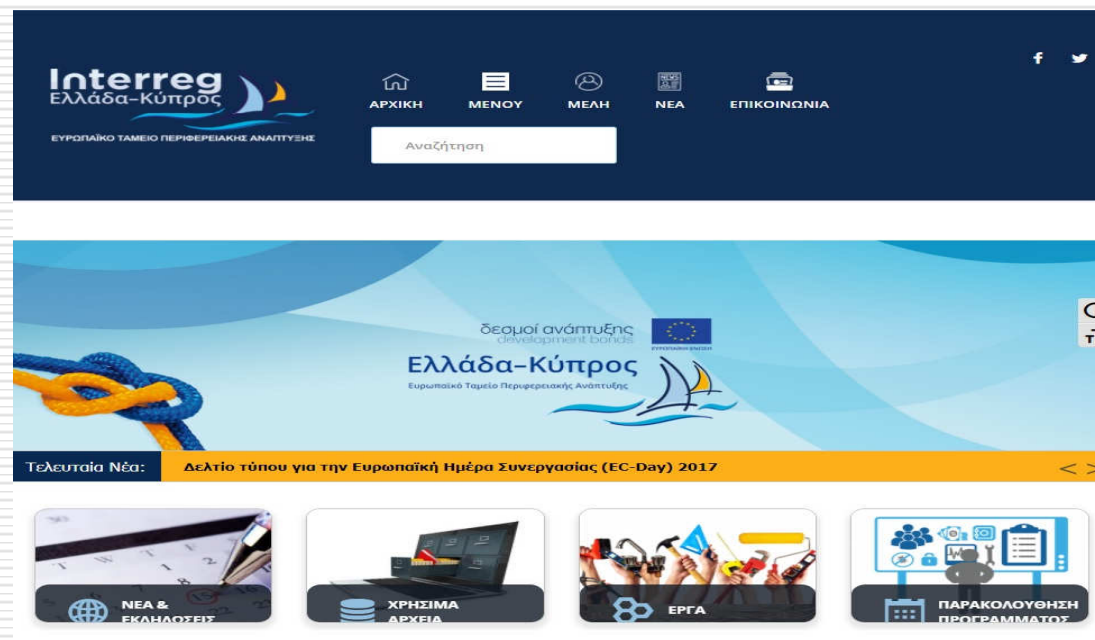 Interreg
Ελλάδα-Κύπρος
ΕΥΡΩΠΑΪΚΟ ΤΑΜΕΙΟ ΠΕΡΙΦΕΡΕΙΑΚΗΣ ΑΝΑΠΤΥΞΗΣ
ΑΡΧΙΚΗ ΜΕΝΟΥ ΜΕΛΗ ΝΕΑ ΕΠΙΚΟΙΝΩΝΙΑ
Αναζήτηση
δεσμοί ανάπτυξης
development bonds
ΕΥΡΩΠΑΪΚΗ ΕΝΩΣΗ
Ελλάδα-Κύπρος
Ευρωπαϊκό Ταμείο Περιφερειακής Ανάπτυξης
Τελευταία Νέα: Δελτίο τύπου για την Ευρωπαϊκή Ημέρα Συνεργασίας (EC-Day) 2017
ΝΕΑ &
ΕΚΔΗΛΩΣΕΙΣ
ΧΡΗΣΙΜΑ
ΑΡΧΕΙΑ
ΕΡΓΑ
ΠΑΡΑΚΟΛΟΥΘΗΣΗ
ΠΡΟΓΡΑΜΜΑΤΟΣ